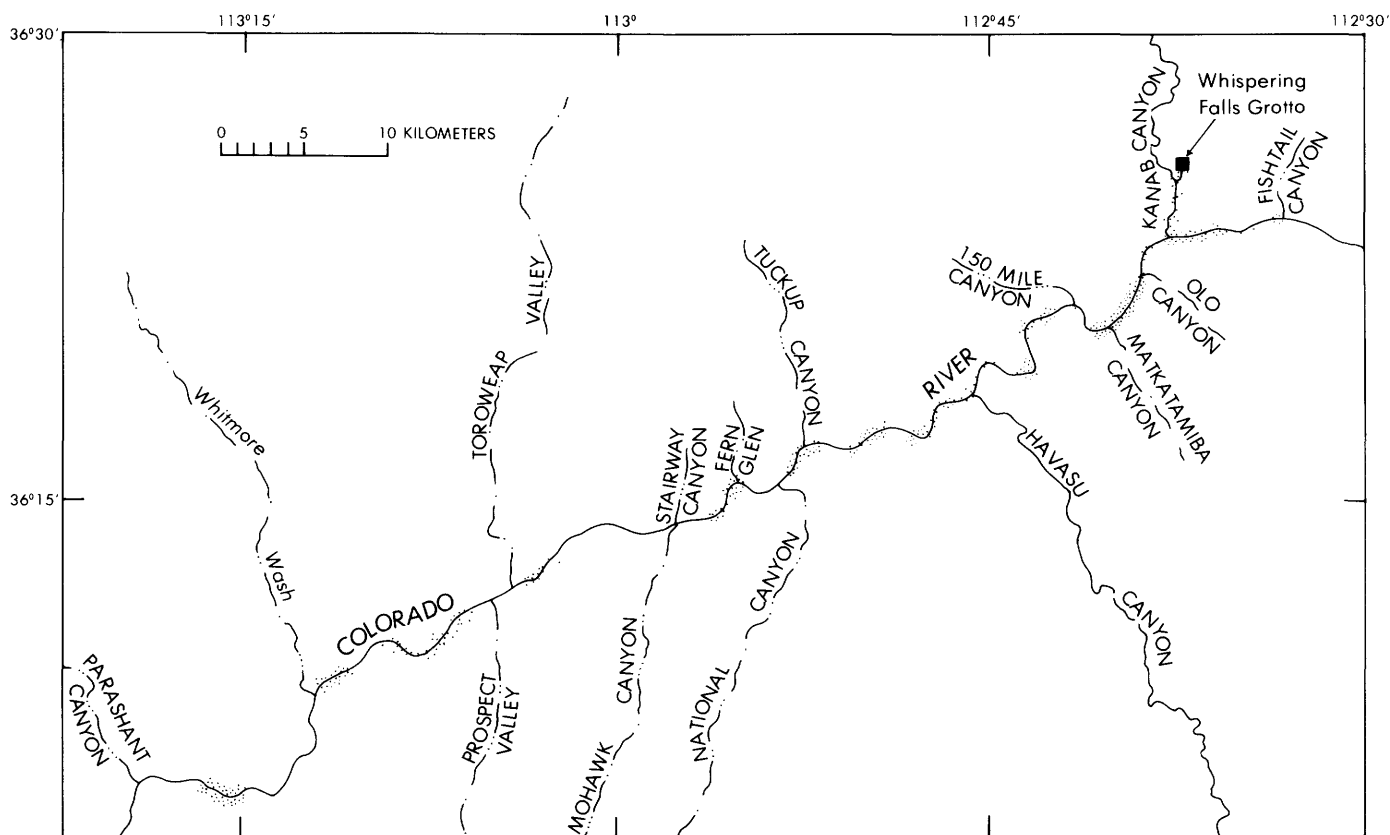 113°15'
113°
112°45'
112°30'
36°30'
Whispering
Falls Grotto
0 5 10 KILOMETERS
KANAB CANYON
FISHTAIL
CANYON
150 MILE
CANYON
TUCKUP
CANYON
OLO
CANYON
MATKATAMIBA
CANYON
TOROWEAP
VALLEY
RIVER
Whitmore
Wash
STAIRWAY
CANYON
FERN
GLEN
HAVASU
CANYON
36°15'
COLORADO
PARASHANT
CANYON
PROSPECT
VALLEY
MOHAWK
CANYON
NATIONAL
CANYON